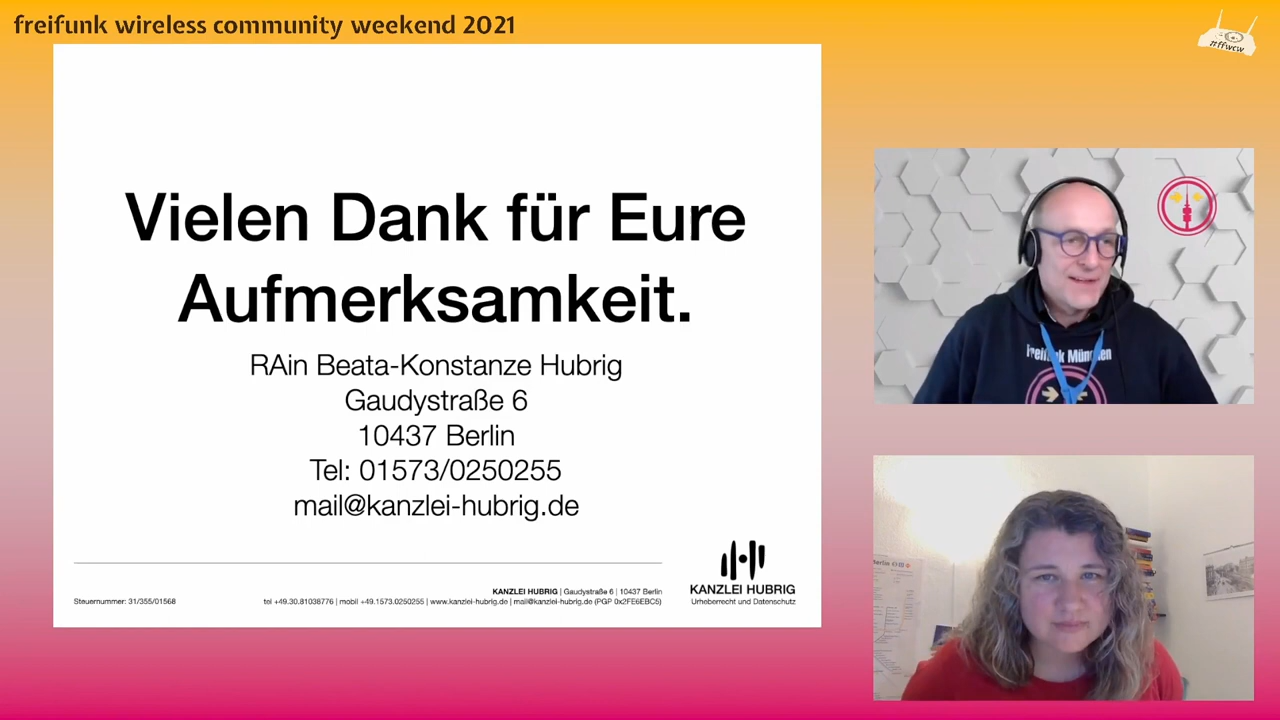 freifunk wireless community weekend 2021
#ffwcw
Vielen Dank für Eure
Aufmerksamkeit.
RAin Beata-Konstanze Hubrig
Gaudystraße 6
10437 Berlin
Tel: 01573/0250255
mail@kanzlei-hubrig.de
KANZLEI HUBRIG | Gaudystraße 6 | 10437 Berlin
Steuernummer: 31/355/01568
tel +49.30.81038776 | mobil +49.1573.0250255 | www.kanzlei-hubrig.de | mail@kanzlei-hubrig.de (PGP 0x2FE6EBC5)
KANZLEI HUBRIG
Urheberrecht und Datenschutz
Freifunk München
Berlin